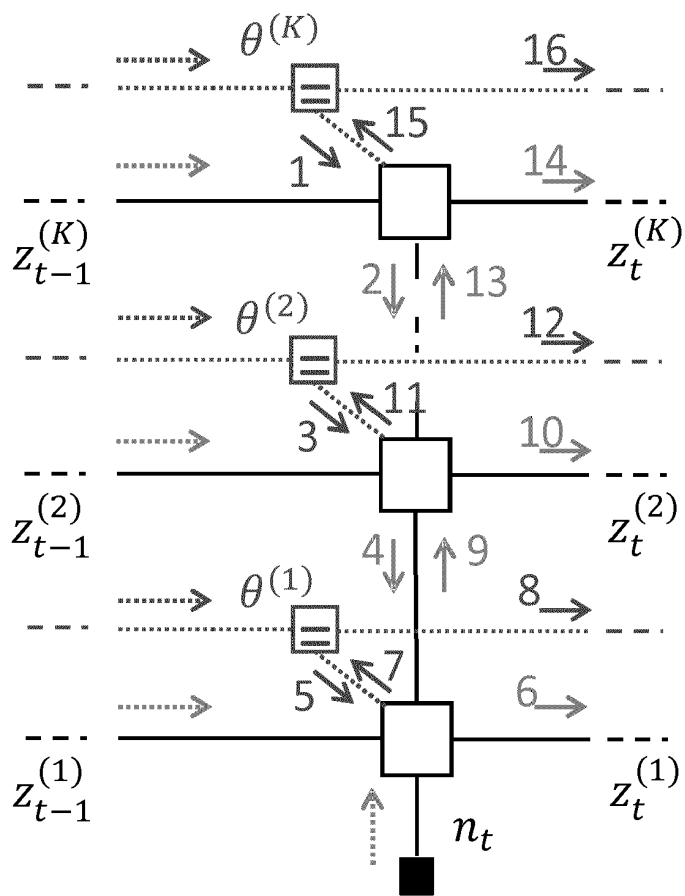 θ^(K) 16
=
15
1 14
z_{t-1}^{(K)} z_t^{(K)}
2 13
θ^(2) 12
=
11
3 10
z_{t-1}^{(2)} z_t^{(2)}
4 9
θ^(1) 8
=
7
5 6
z_{t-1}^{(1)} z_t^{(1)}
n_t